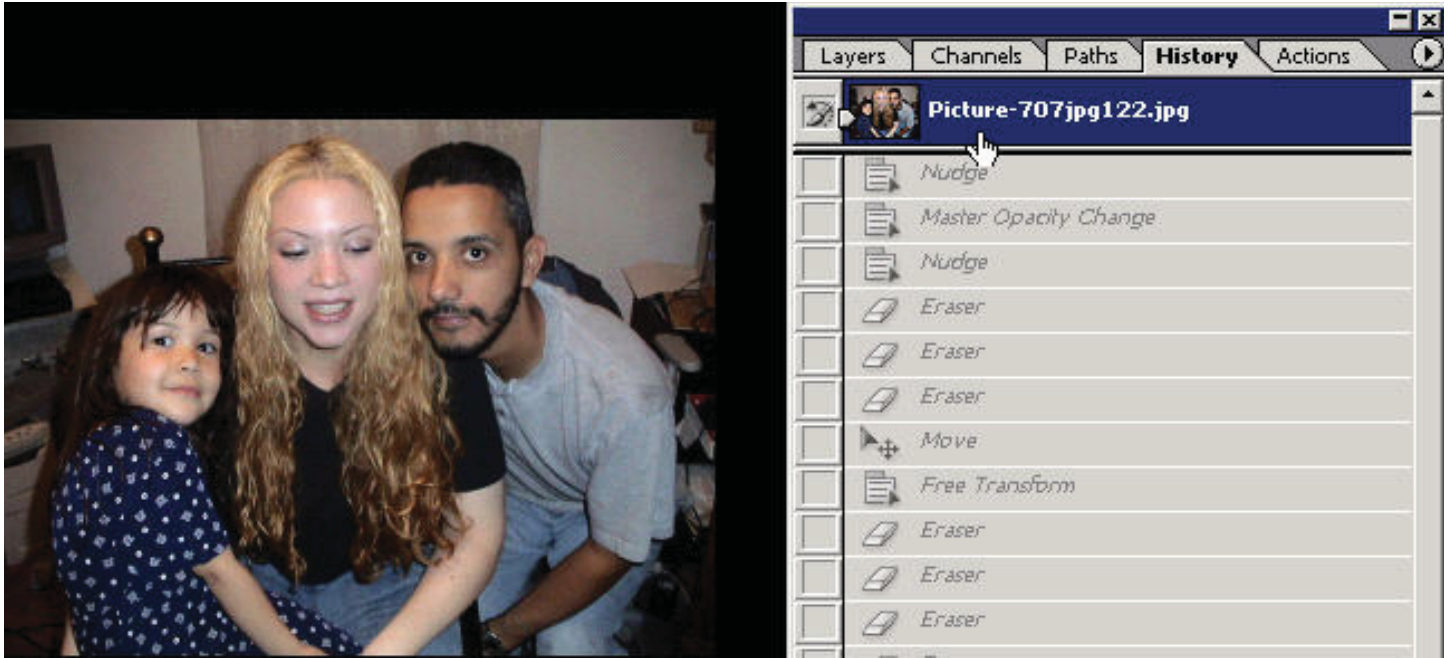 Layers Channels Paths History Actions
Picture-707jpg122.jpg
Nudge
Master Opacity Change
Nudge
Eraser
Eraser
Eraser
Move
Free Transform
Eraser
Eraser
Eraser